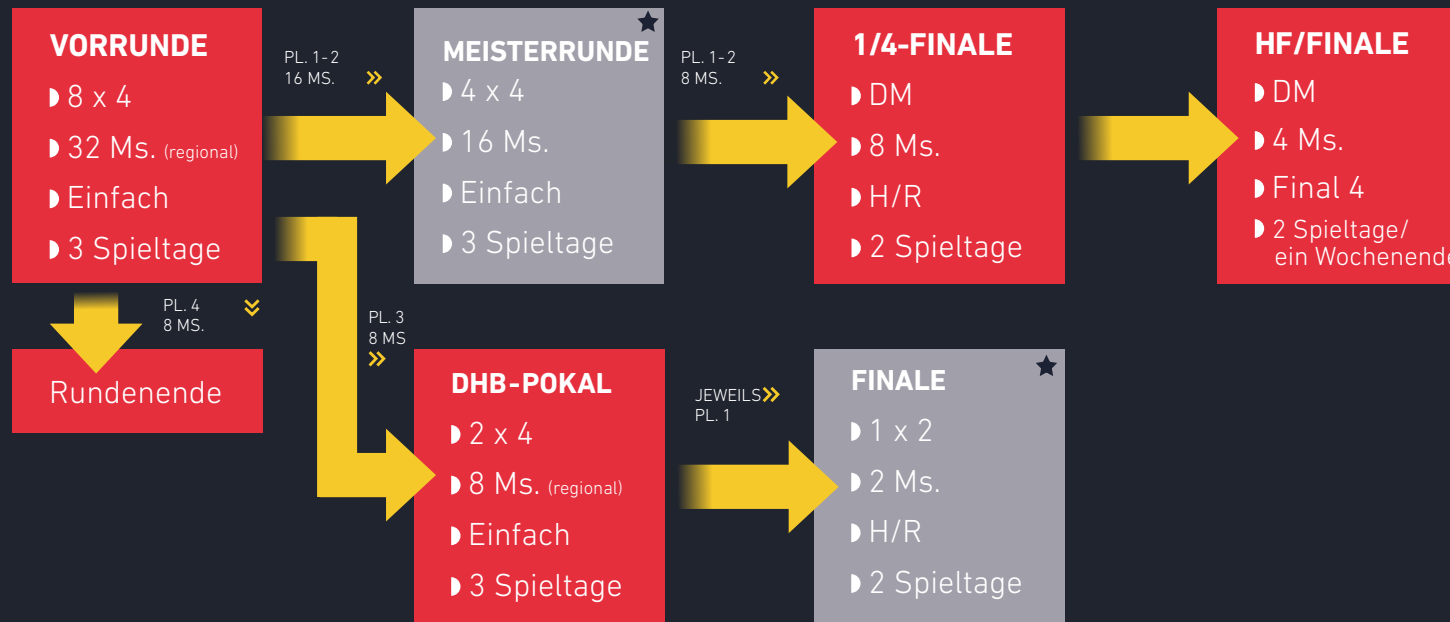 VORRUNDE
8 x 4
32 Ms. (regional)
Einfach
3 Spieltage
PL. 1-2
16 MS.
MEISTERRUNDE
4 x 4
16 Ms.
Einfach
3 Spieltage
PL. 1-2
8 MS.
1/4-FINALE
DM
8 Ms.
H/R
2 Spieltage
HF/FINALE
DM
4 Ms.
Final 4
2 Spieltage/
ein Wochenende
PL. 4
8 MS.
Rundenende
PL. 3
8 MS
DHB-POKAL
2 x 4
8 Ms. (regional)
Einfach
3 Spieltage
JEWEILS
PL. 1
FINALE
1 x 2
2 Ms.
H/R
2 Spieltage